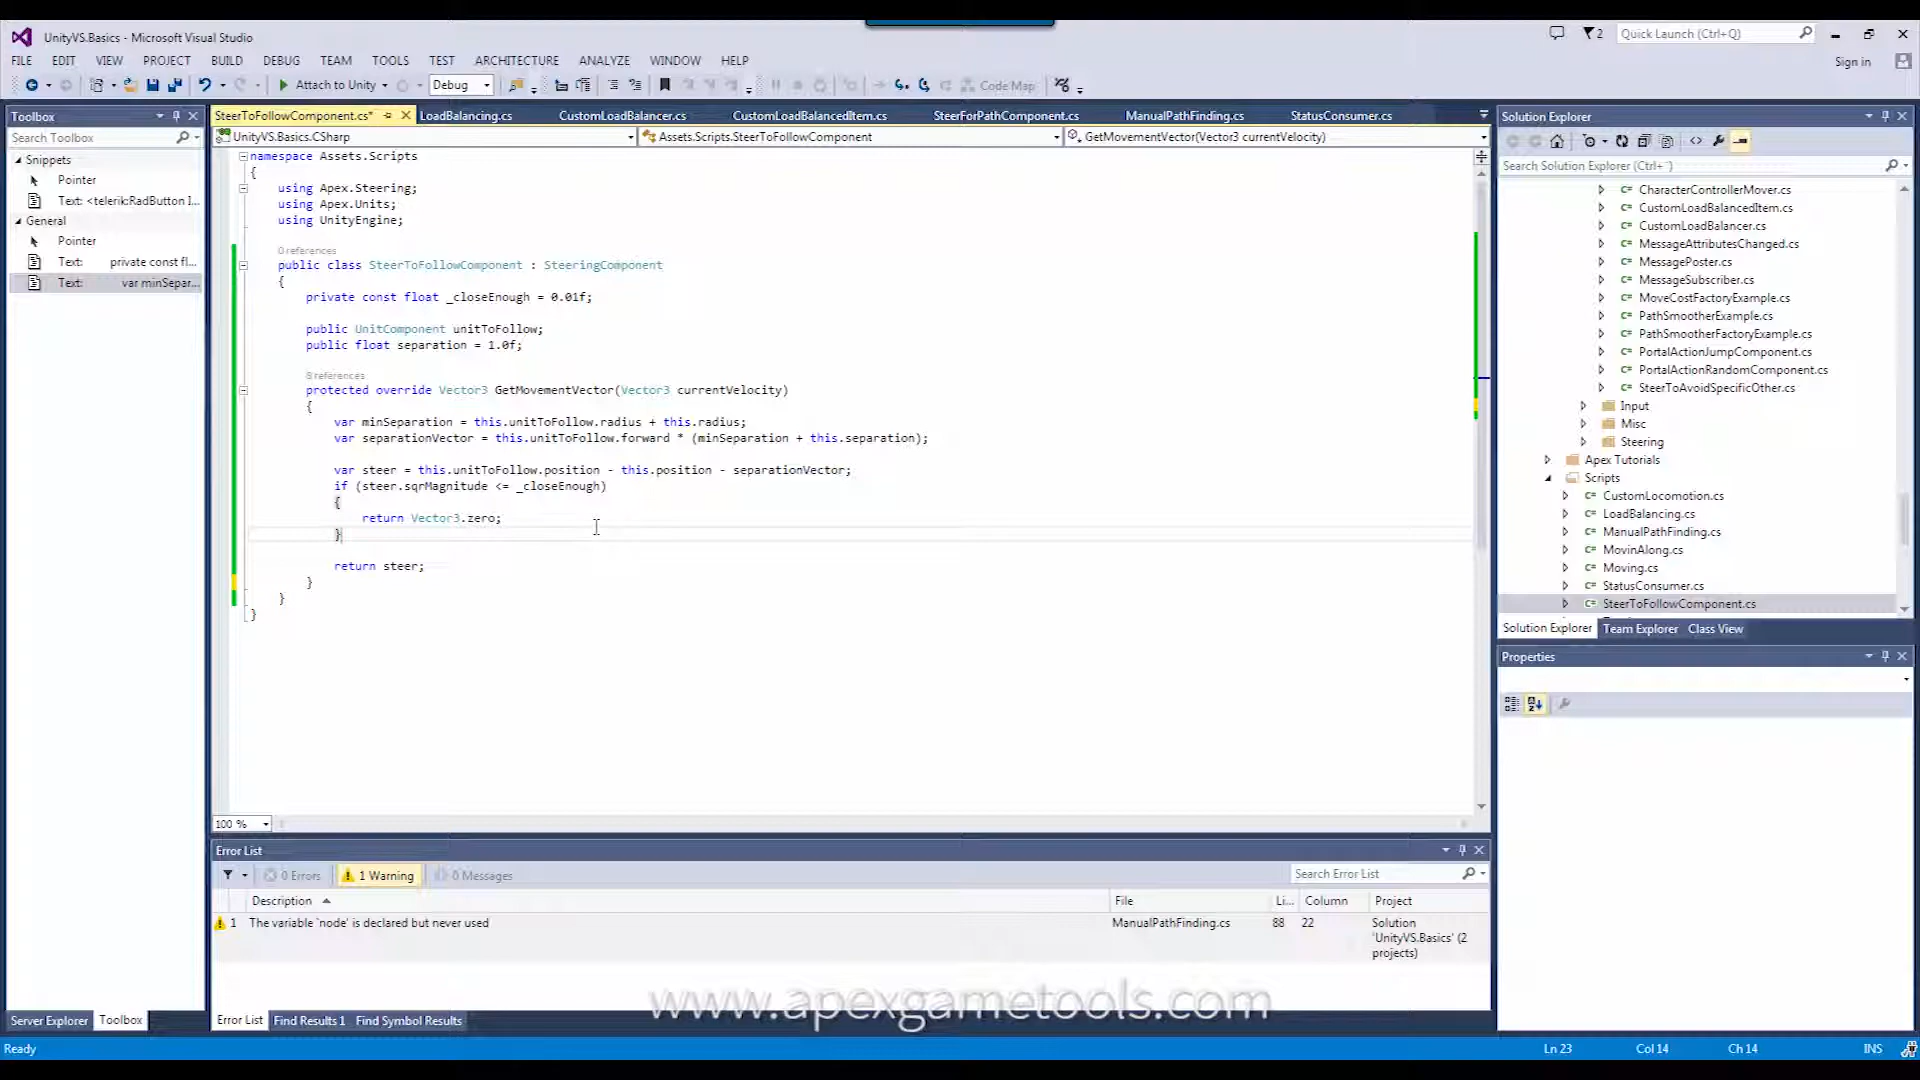 UnityVS.Basics - Microsoft Visual Studio
2
Quick Launch (Ctrl+Q)
FILE EDIT VIEW PROJECT BUILD DEBUG TEAM TOOLS TEST ARCHITECTURE ANALYZE WINDOW HELP
Sign in
Attach to Unity
Debug
Code Map
Toolbox
Search Toolbox
Snippets
Pointer
Text: <telerik:RadButton I...
General
Pointer
Text: private const fl...
Text: var minSepar...
Server Explorer Toolbox
SteerToFollowComponent.cs* LoadBalancing.cs CustomLoadBalancer.cs CustomLoadBalancedItem.cs SteerForPathComponent.cs ManualPathFinding.cs StatusConsumer.cs
UnityVS.Basics.CSharp Assets.Scripts.SteerToFollowComponent GetMovementVector(Vector3 currentVelocity)
namespace Assets.Scripts
{
using Apex.Steering;
using Apex.Units;
using UnityEngine;
0 references
public class SteerToFollowComponent : SteeringComponent
{
private const float _closeEnough = 0.01f;
public UnitComponent unitToFollow;
public float separation = 1.0f;
8 references
protected override Vector3 GetMovementVector(Vector3 currentVelocity)
{
var minSeparation = this.unitToFollow.radius + this.radius;
var separationVector = this.unitToFollow.forward * (minSeparation + this.separation);
var steer = this.unitToFollow.position - this.position - separationVector;
if (steer.sqrMagnitude <= _closeEnough)
{
return Vector3.zero;
}
return steer;
}
}
}
100 %
Error List
0 Errors 1 Warning 0 Messages
Search Error List
Description File Li... Column Project
1 The variable `node' is declared but never used ManualPathFinding.cs 88 22 Solution
'UnityVS.Basics' (2
projects)
Error List Find Results 1 Find Symbol Results
Solution Explorer
Search Solution Explorer (Ctrl+¨)
CharacterControllerMover.cs
CustomLoadBalancedItem.cs
CustomLoadBalancer.cs
MessageAttributesChanged.cs
MessagePoster.cs
MessageSubscriber.cs
MoveCostFactoryExample.cs
PathSmootherExample.cs
PathSmootherFactoryExample.cs
PortalActionJumpComponent.cs
PortalActionRandomComponent.cs
SteerToAvoidSpecificOther.cs
Input
Misc
Steering
Apex Tutorials
Scripts
CustomLocomotion.cs
LoadBalancing.cs
ManualPathFinding.cs
MovinAlong.cs
Moving.cs
StatusConsumer.cs
SteerToFollowComponent.cs
Solution Explorer Team Explorer Class View
Properties
www.apexgametools.com
Ready
Ln 23 Col 14 Ch 14 INS